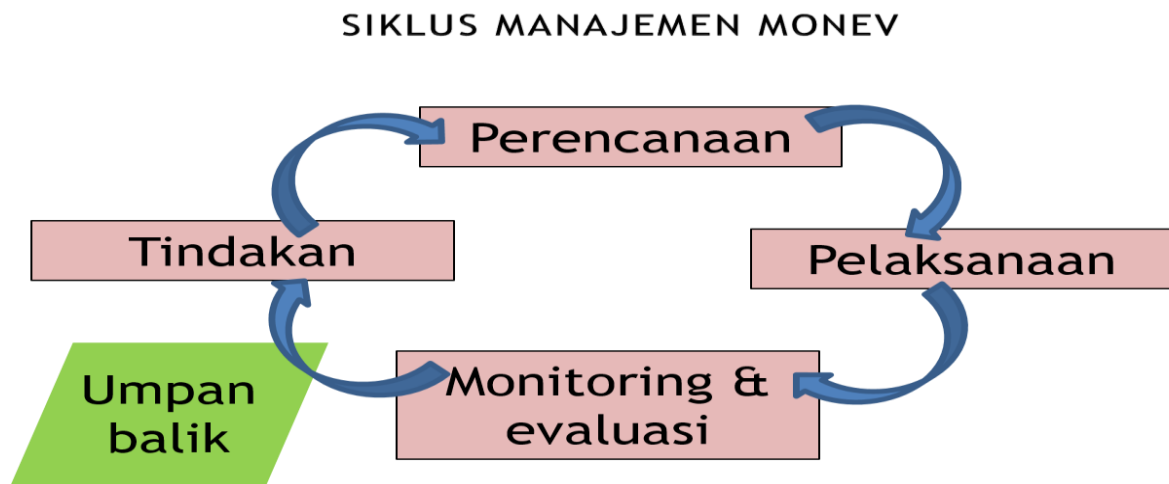 SIKLUS MANAJEMEN MONEV
Perencanaan
Tindakan
Pelaksanaan
Monitoring &
evaluasi
Umpan
balik